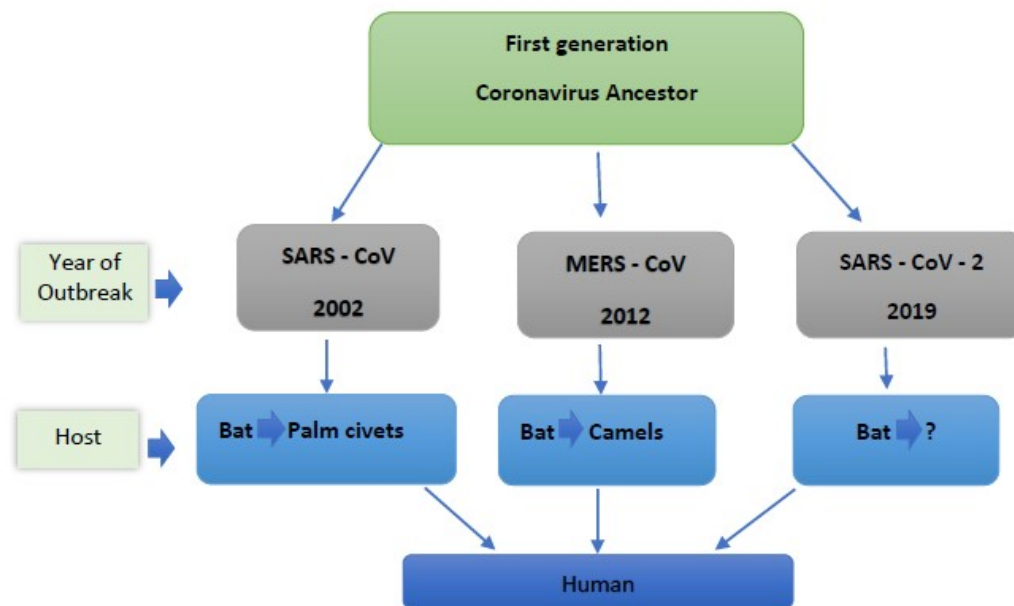 First generation
Coronavirus Ancestor
Year of
Outbreak
SARS - CoV
2002
MERS - CoV
2012
SARS - CoV - 2
2019
Host
Bat Palm civets
Bat Camels
Bat ?
Human